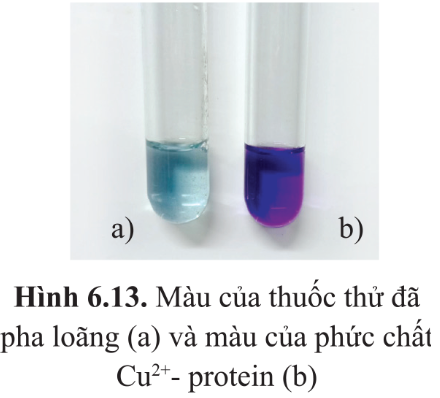 a)
b)
Hình 6.13. Màu của thuốc thử đã
pha loãng (a) và màu của phức chất
Cu²⁺- protein (b)